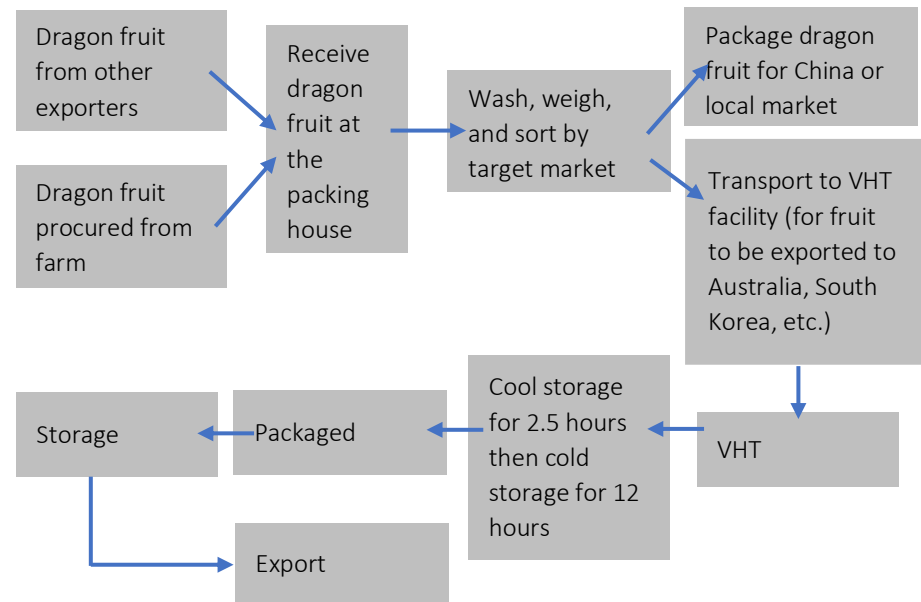 Dragon fruit
from other
exporters
Dragon fruit
procured from
farm
Receive
dragon
fruit at
the
packing
house
Wash, weigh,
and sort by
target market
Package dragon
fruit for China or
local market
Transport to VHT
facility (for fruit
to be exported to
Australia, South
Korea, etc.)
VHT
Cool storage
for 2.5 hours
then cold
storage for 12
hours
Packaged
Storage
Export